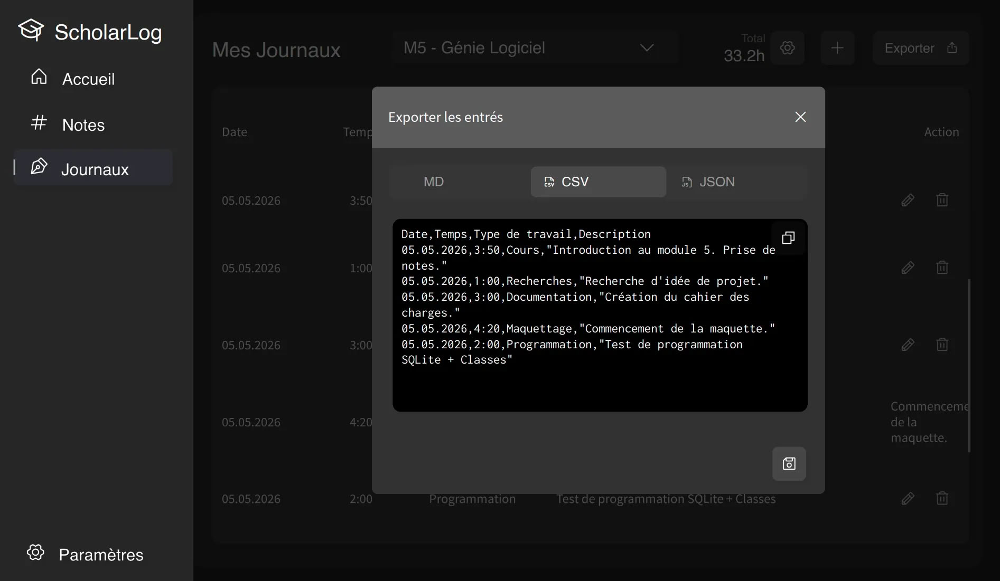 ScholarLog
Accueil
Notes
Journaux
Paramètres
Mes Journaux
M5 - Génie Logiciel
Total
33.2h
Exporter
Date
Temp
Action
05.05.2026
3:50
05.05.2026
1:00
05.05.2026
3:00
05.05.2026
4:20
Commenceme
de la
maquette.
05.05.2026
2:00
Programmation
Test de programmation SQLite + Classes
Exporter les entrés
MD
CSV
CSV
JS
JSON
Date,Temps,Type de travail,Description
05.05.2026,3:50,Cours,"Introduction au module 5. Prise de
notes."
05.05.2026,1:00,Recherches,"Recherche d'idée de projet."
05.05.2026,3:00,Documentation,"Création du cahier des
charges."
05.05.2026,4:20,Maquettage,"Commencement de la maquette."
05.05.2026,2:00,Programmation,"Test de programmation
SQLite + Classes"